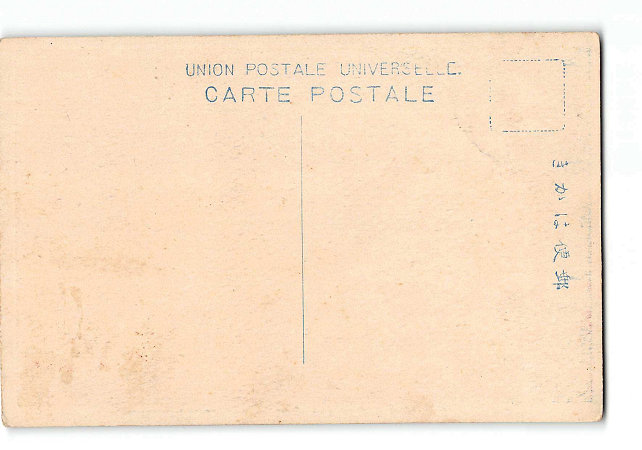 UNION POSTALE UNIVERSELLE.
CARTE POSTALE
郵便はかき